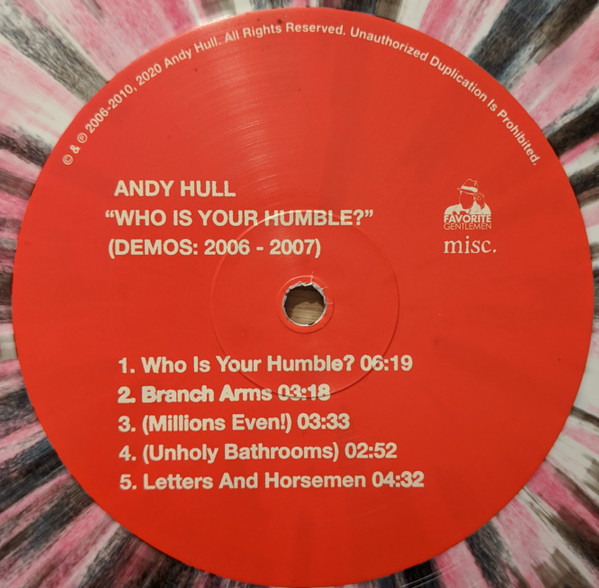 © & ℗ 2006-2010, 2020 Andy Hull. All Rights Reserved. Unauthorized Duplication Is Prohibited.
ANDY HULL
“WHO IS YOUR HUMBLE?”
(DEMOS: 2006 - 2007)
FAVORITE
GENTLEMEN
misc.
1. Who Is Your Humble? 06:19
2. Branch Arms 03:18
3. (Millions Even!) 03:33
4. (Unholy Bathrooms) 02:52
5. Letters And Horsemen 04:32